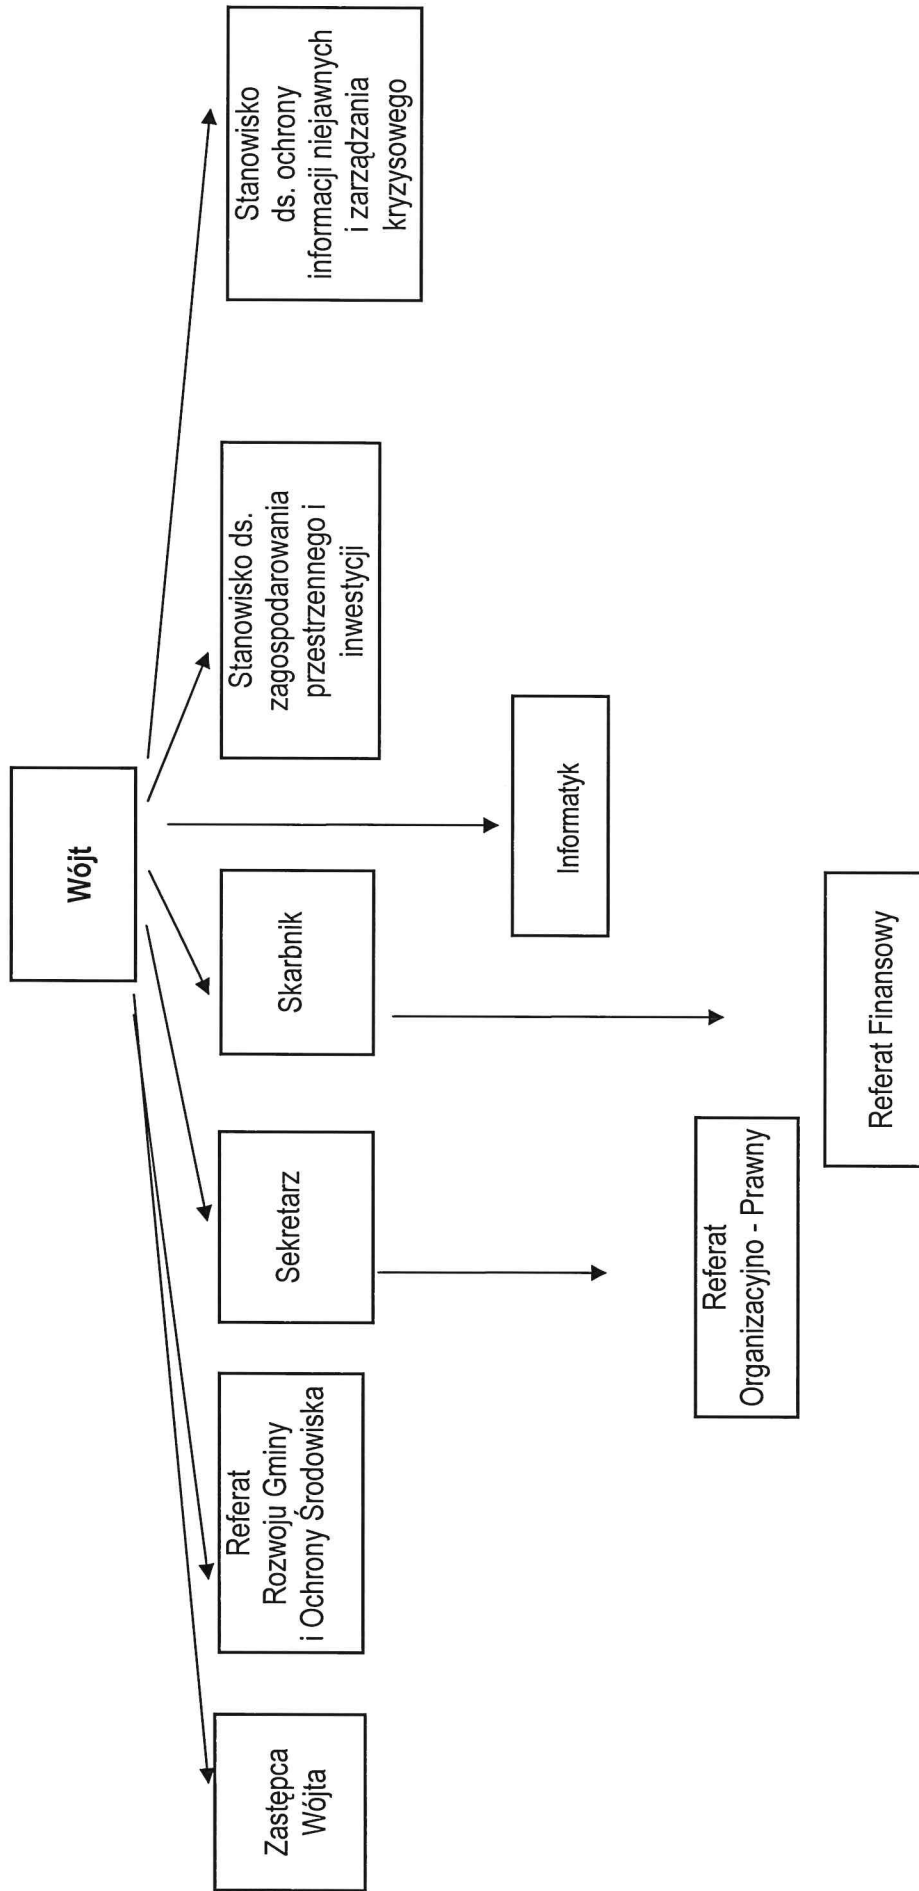 Wójt
Zastępca
Wójta
Referat
Rozwoju Gminy
i Ochrony Środowiska
Sekretarz
Skarbnik
Stanowisko ds.
zagospodarowania
przestrzennego i
inwestycji
Stanowisko
ds. ochrony
informacji niejawnych
i zarządzania
kryzysowego
Informatyk
Referat
Organizacyjno - Prawny
Referat Finansowy